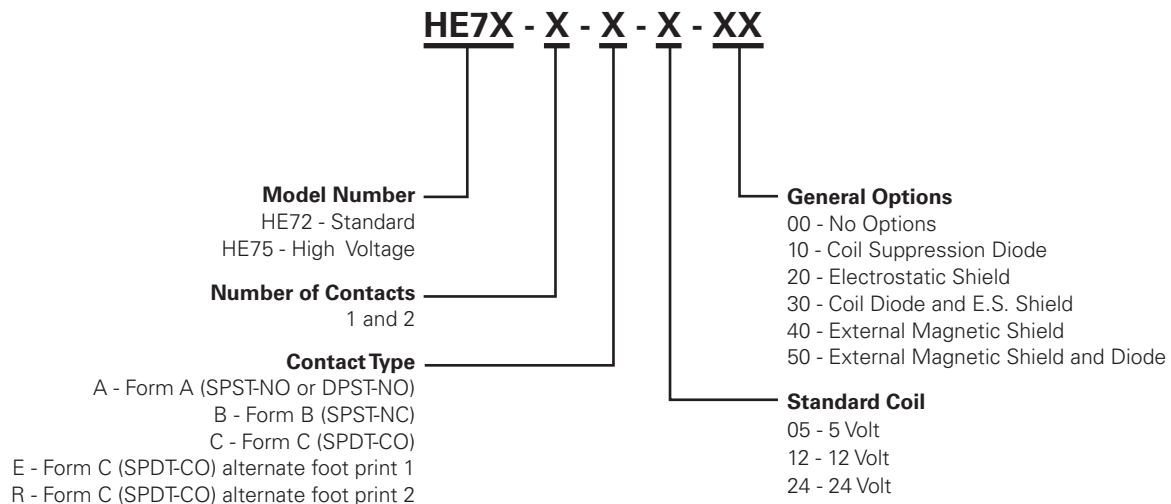 HE7X - X - X - X - XX
Model Number
HE72 - Standard
HE75 - High Voltage
Number of Contacts
1 and 2
Contact Type
A - Form A (SPST-NO or DPST-NO)
B - Form B (SPST-NC)
C - Form C (SPDT-CO)
E - Form C (SPDT-CO) alternate foot print 1
R - Form C (SPDT-CO) alternate foot print 2
General Options
00 - No Options
10 - Coil Suppression Diode
20 - Electrostatic Shield
30 - Coil Diode and E.S. Shield
40 - External Magnetic Shield
50 - External Magnetic Shield and Diode
Standard Coil
05 - 5 Volt
12 - 12 Volt
24 - 24 Volt